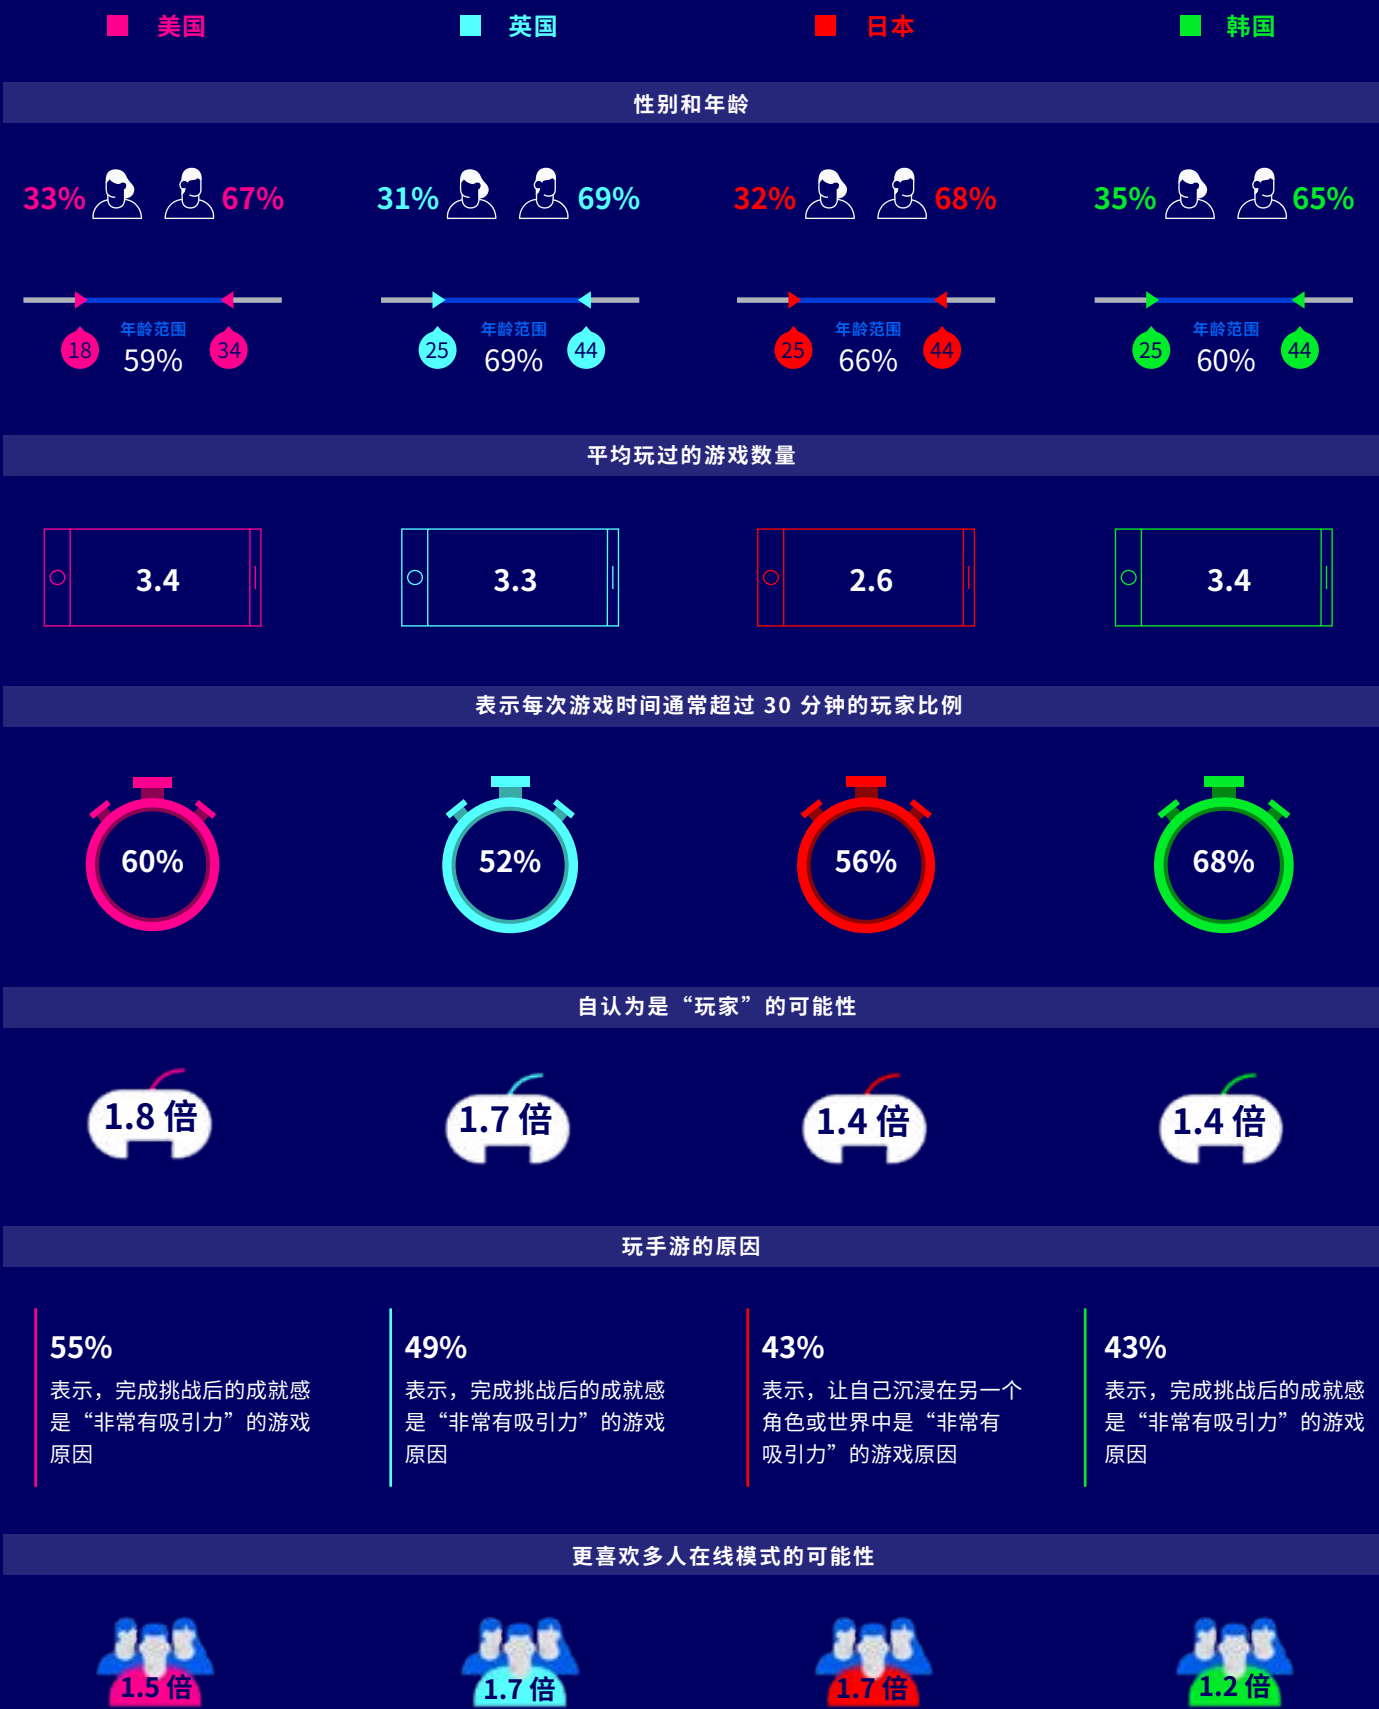 美国
英国
日本
韩国
性别和年龄
33% 67%
31% 69%
32% 68%
35% 65%
年龄范围
18 59% 34
年龄范围
25 69% 44
年龄范围
25 66% 44
年龄范围
25 60% 44
平均玩过的游戏数量
3.4
3.3
2.6
3.4
表示每次游戏时间通常超过 30 分钟的玩家比例
60%
52%
56%
68%
自认为是“玩家”的可能性
1.8 倍
1.7 倍
1.4 倍
1.4 倍
玩手游的原因
55%
表示，完成挑战后的成就感
是“非常有吸引力”的游戏
原因
49%
表示，完成挑战后的成就感
是“非常有吸引力”的游戏
原因
43%
表示，让自己沉浸在另一个
角色或世界中是“非常有
吸引力”的游戏原因
43%
表示，完成挑战后的成就感
是“非常有吸引力”的游戏
原因
更喜欢多人在线模式的可能性
1.5 倍
1.7 倍
1.7 倍
1.2 倍